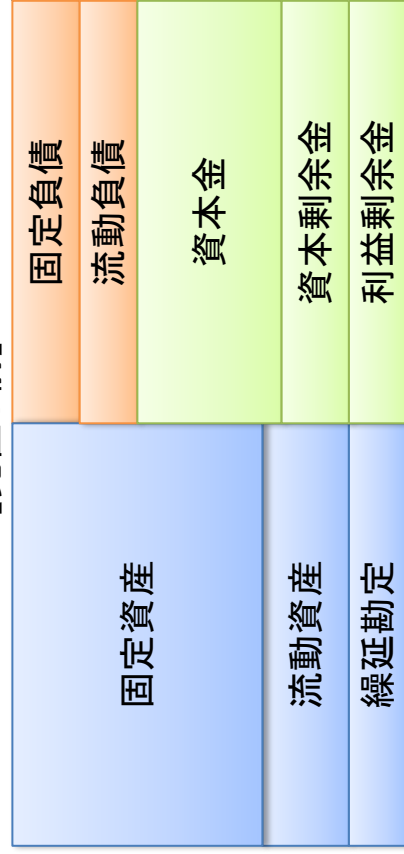 固定資産
流動資産
繰延勘定
固定負債
流動負債
資本金
資本剰余金
利益剰余金